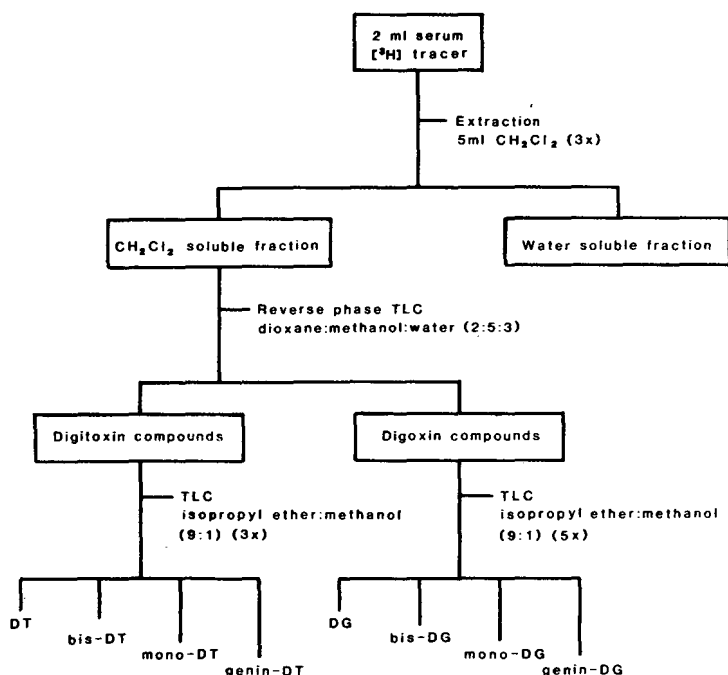 2 ml serum
[³H] tracer
Extraction
5ml CH₂Cl₂ (3x)
CH₂Cl₂ soluble fraction
Water soluble fraction
Reverse phase TLC
dioxane:methanol:water (2:5:3)
Digitoxin compounds
Digoxin compounds
TLC
isopropyl ether:methanol
(9:1) (3x)
TLC
isopropyl ether:methanol
(9:1) (5x)
DT
bis-DT
mono-DT
genin-DT
DG
bis-DG
mono-DG
genin-DG